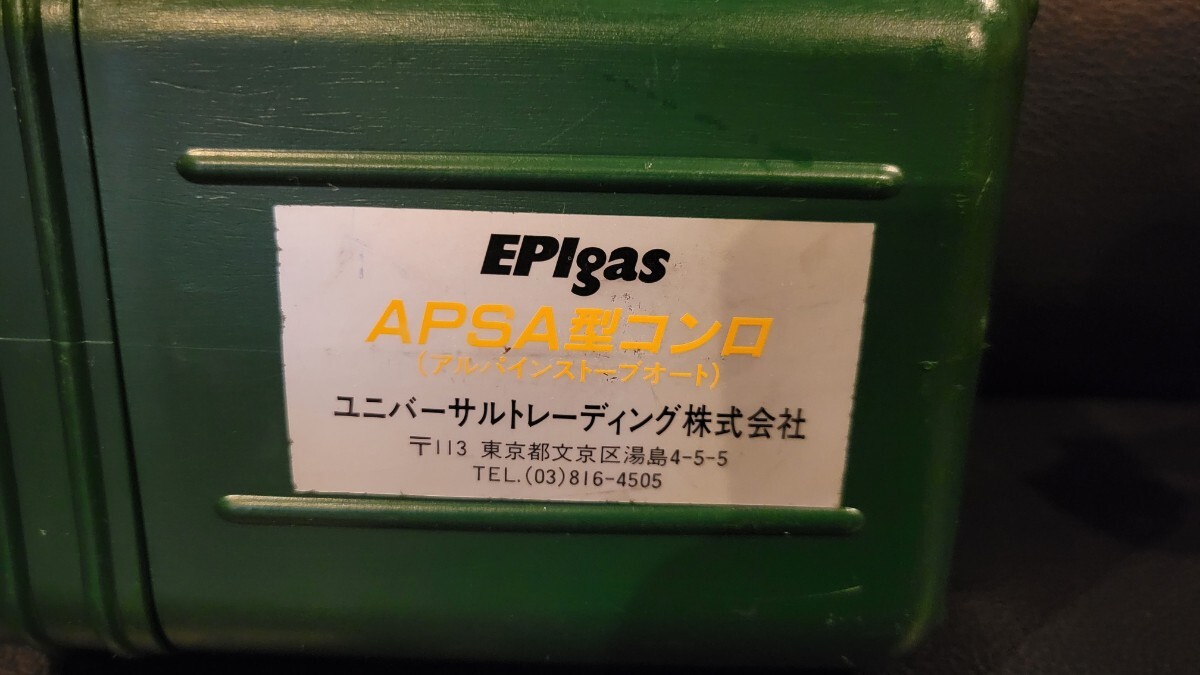 EPIgas
APSA型コンロ
(アルパインストーブオート)
ユニバーサルトレーディング株式会社
〒113 東京都文京区湯島4-5-5
TEL.(03)816-4505